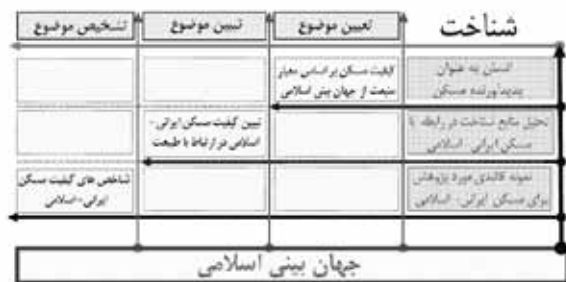 شناخت
تعیین موضوع
تبیین موضوع
تشخیص موضوع
انسان به عنوان
پدیدآورنده مسکن
کیفیت مسکن بر اساس معیار
منبعث از جهان بینی اسلامی
تحلیل منابع شناخت در رابطه با
مسکن ایرانی - اسلامی
تبیین کیفیت مسکن ایرانی -
اسلامی در ارتباط با طبیعت
نمونه کالبدی مورد پژوهش
برای مسکن ایرانی - اسلامی
شاخص های کیفیت مسکن
ایرانی - اسلامی
جهان بینی اسلامی